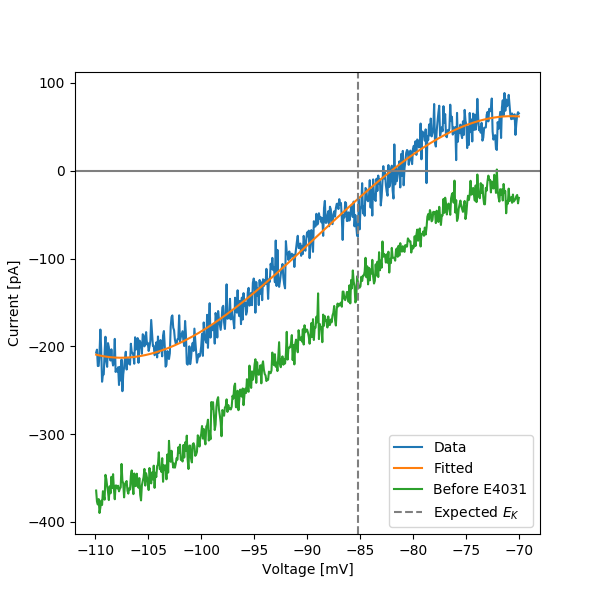 100
0
−100
−200
−300
−400
Current [pA]
−110
−105
−100
−95
−90
−85
−80
−75
−70
Voltage [mV]
Data
Fitted
Before E4031
Expected E_K